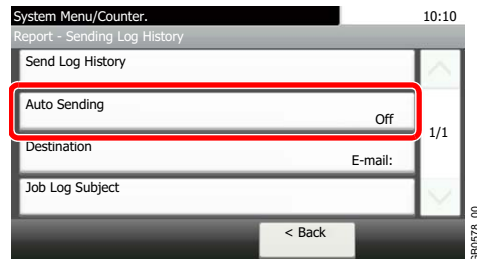 System Menu/Counter.
10:10
Report - Sending Log History
Send Log History
Auto Sending
Off
1/1
Destination
E-mail:
Job Log Subject
< Back
GB0578_00